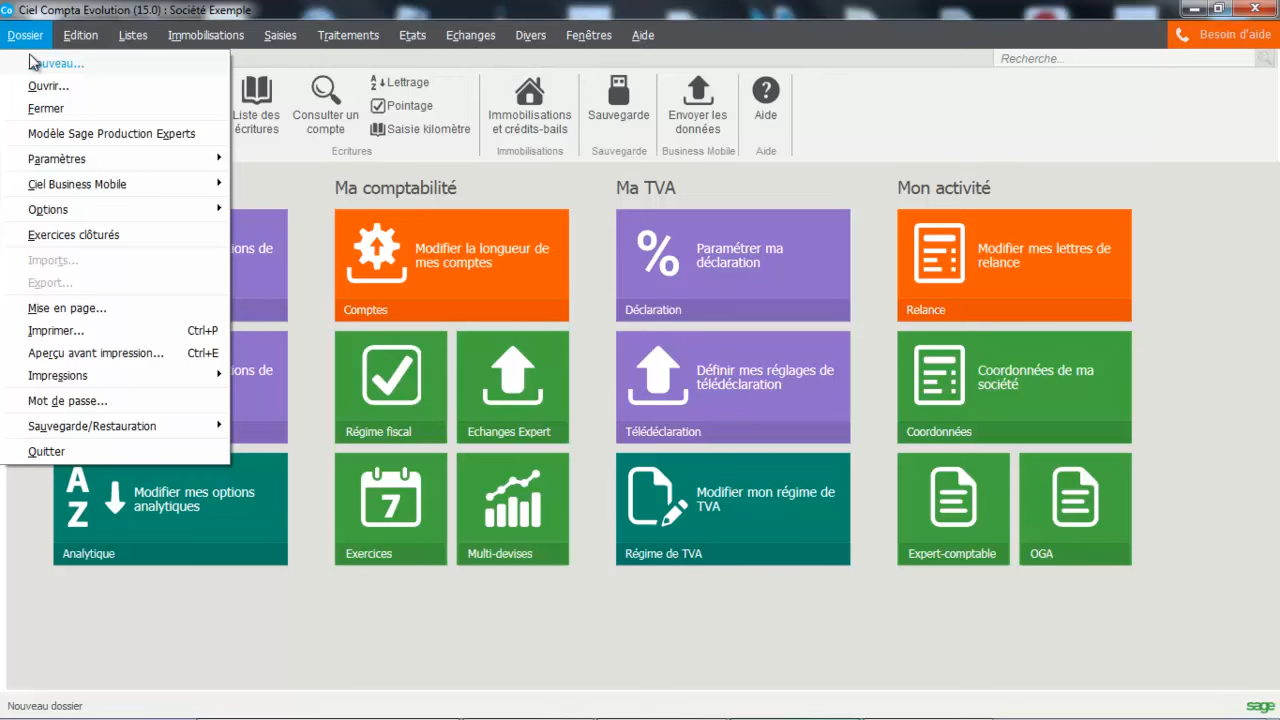 Ciel Compta Evolution (15.0) : Société Exemple
Dossier Edition Listes Immobilisations Saisies Traitements Etats Echanges Divers Fenêtres Aide
Besoin d'aide
Recherche...
Ouvrir...
Fermer
Modèle Sage Production Experts
Paramètres
Ciel Business Mobile
Options
Exercices clôturés
Imports...
Export...
Mise en page...
Imprimer... Ctrl+P
Aperçu avant impression... Ctrl+E
Impressions
Mot de passe...
Sauvegarde/Restauration
Quitter
Liste des
écritures
Consulter un
compte
Lettrage
Pointage
Saisie kilomètre
Ecritures
Immobilisations
et crédits-bails
Immobilisations
Sauvegarde
Sauvegarde
Envoyer les
données
Business Mobile
Aide
Aide
Ma comptabilité
Modifier la longueur de
mes comptes
Comptes
Régime fiscal
Echanges Expert
7
Exercices
Multi-devises
Ma TVA
%
Paramétrer ma
déclaration
Déclaration
Définir mes réglages de
télédéclaration
Télédéclaration
Modifier mon régime de
TVA
Régime de TVA
Mon activité
Modifier mes lettres de
relance
Relance
Coordonnées de ma
société
Coordonnées
Expert-comptable
OGA
ions de
ions de
A
Z
Modifier mes options
analytiques
Analytique
Nouveau dossier
sage